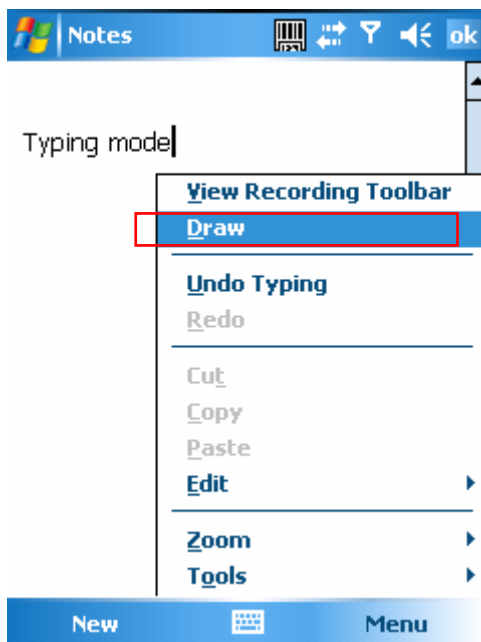 Notes
ok
Typing mode
View Recording Toolbar
Draw
Undo Typing
Redo
Cut
Copy
Paste
Edit
Zoom
Tools
New
Menu